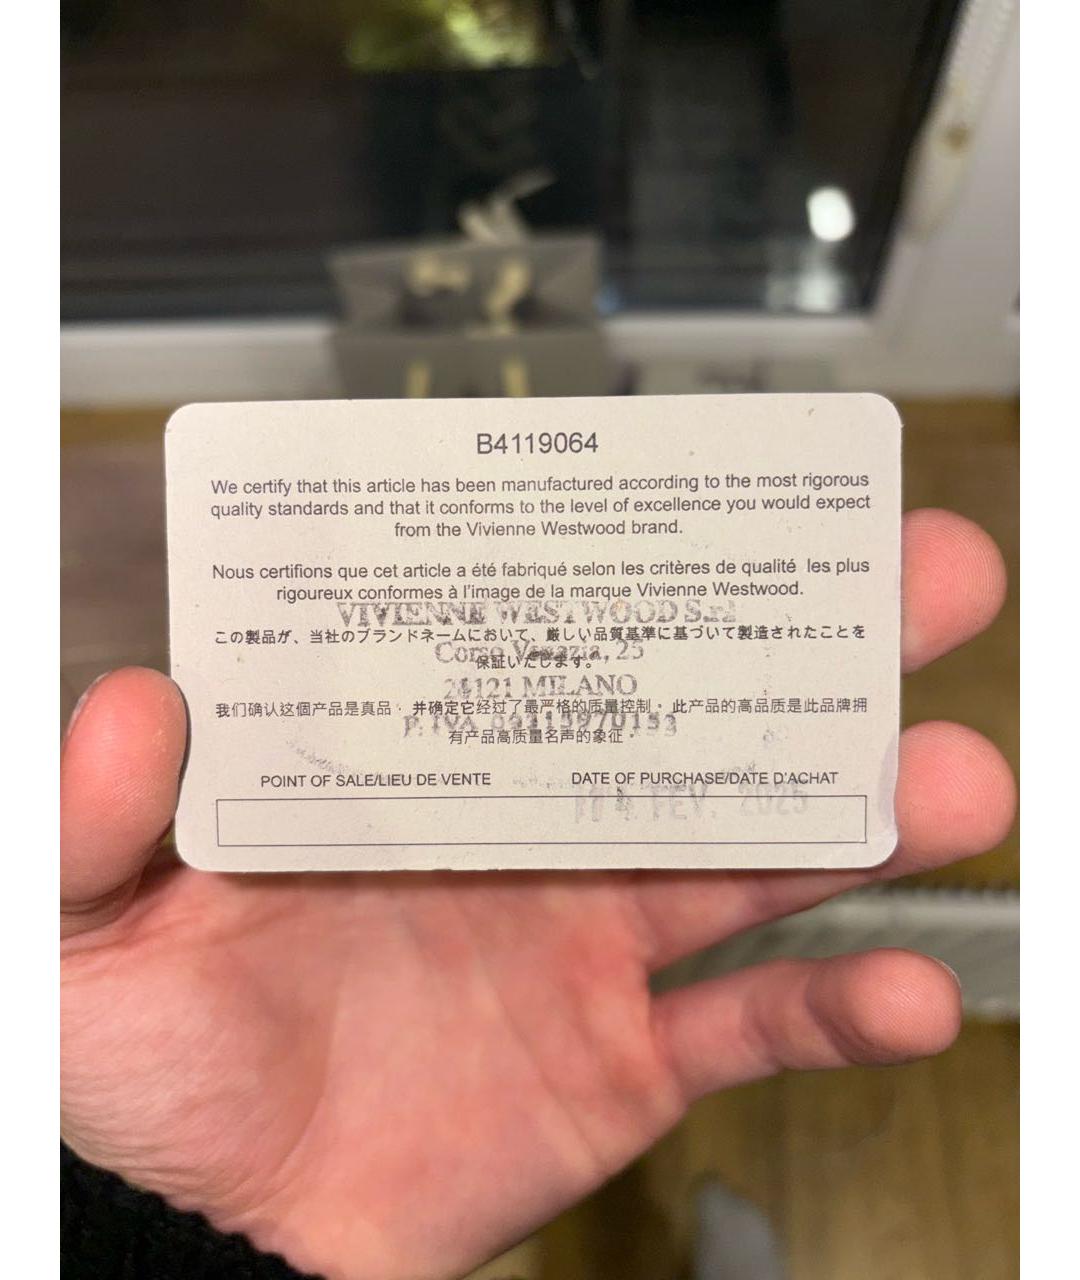 B4119064
We certify that this article has been manufactured according to the most rigorous
quality standards and that it conforms to the level of excellence you would expect
from the Vivienne Westwood brand.
Nous certifions que cet article a été fabriqué selon les critères de qualité les plus
rigoureux conformes à l'image de la marque Vivienne Westwood.
VIVIENNE WESTWOOD S.r.l
この製品が、当社のブランドネームにおいて、厳しい品質基準に基づいて製造されたことを
Corso Venezia, 25
保証いたします。
20121 MILANO
我们确认这個产品是真品· 并确定它经过了最严格的质量控制· 此产品的高品质是此品牌拥
P. IVA
有产品高质量名声的象征·
POINT OF SALE/LIEU DE VENTE
DATE OF PURCHASE/DATE D'ACHAT
FEV. 2025